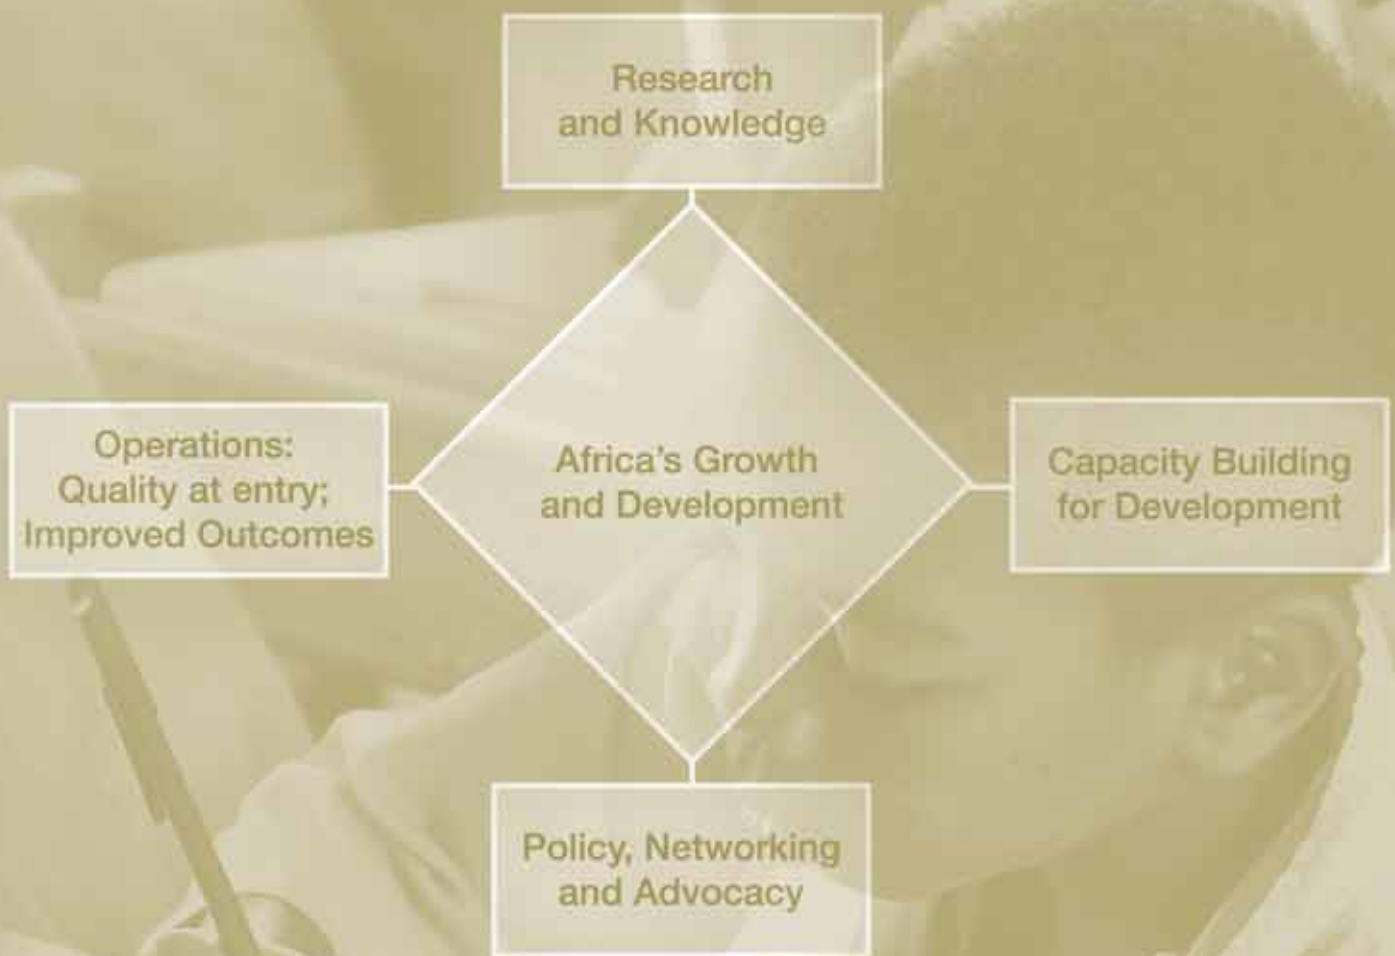 Research
and Knowledge
Operations:
Quality at entry;
Improved Outcomes
Africa's Growth
and Development
Capacity Building
for Development
Policy, Networking
and Advocacy